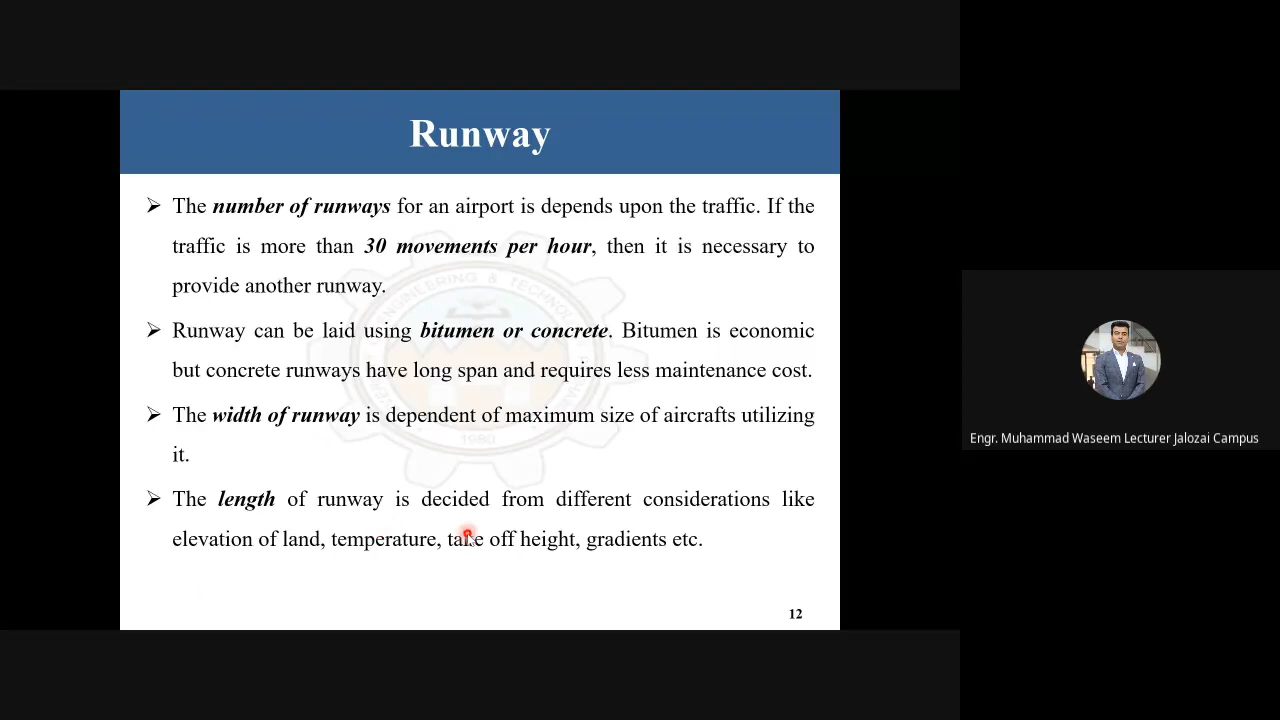 Runway
➢ The number of runways for an airport is depends upon the traffic. If the
traffic is more than 30 movements per hour, then it is necessary to
provide another runway.
➢ Runway can be laid using bitumen or concrete. Bitumen is economic
but concrete runways have long span and requires less maintenance cost.
➢ The width of runway is dependent of maximum size of aircrafts utilizing
it.
➢ The length of runway is decided from different considerations like
elevation of land, temperature, take off height, gradients etc.
12
ENGINEERING & TECHNOLOGY
1980
Engr. Muhammad Waseem Lecturer Jalozai Campus